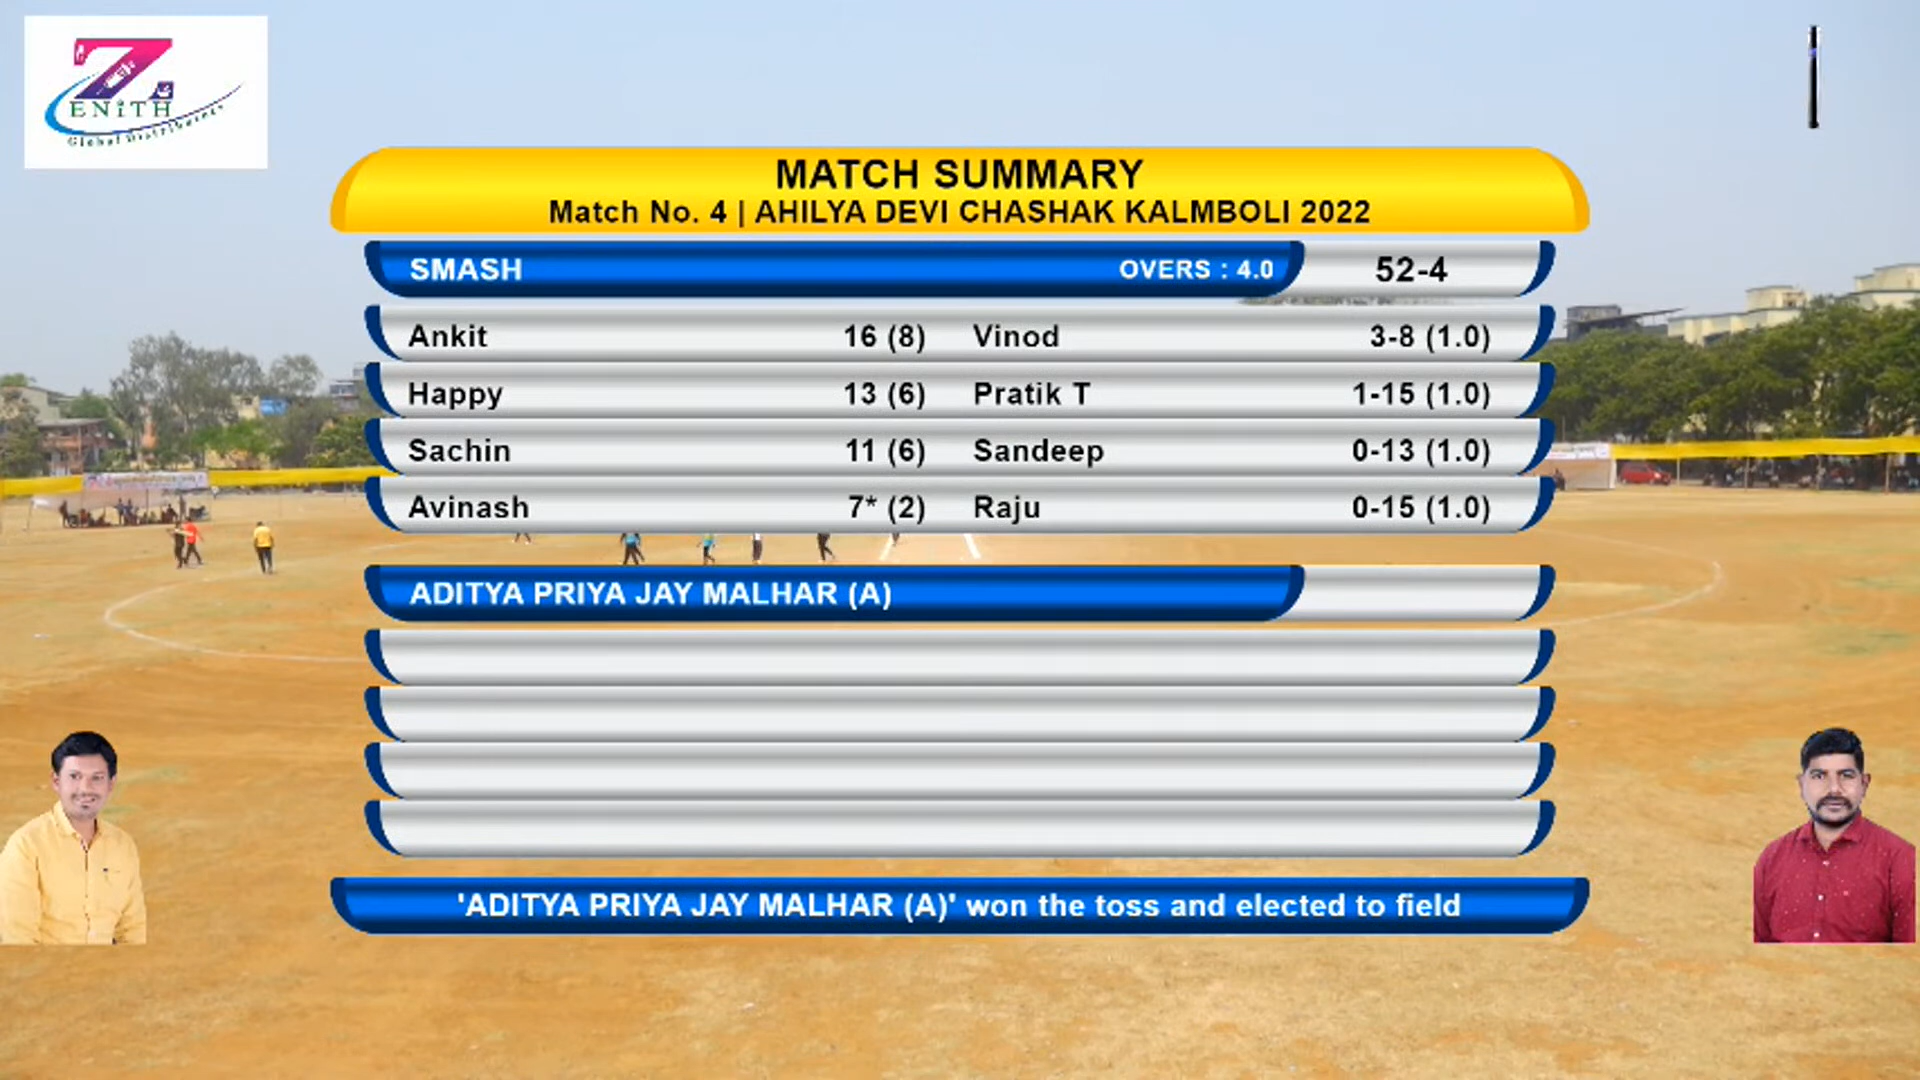 ZENiTH
Global Distributors
MATCH SUMMARY
Match No. 4 | AHILYA DEVI CHASHAK KALMBOLI 2022
SMASH OVERS : 4.0 52-4
Ankit 16 (8) Vinod 3-8 (1.0)
Happy 13 (6) Pratik T 1-15 (1.0)
Sachin 11 (6) Sandeep 0-13 (1.0)
Avinash 7* (2) Raju 0-15 (1.0)
ADITYA PRIYA JAY MALHAR (A)
'ADITYA PRIYA JAY MALHAR (A)' won the toss and elected to field